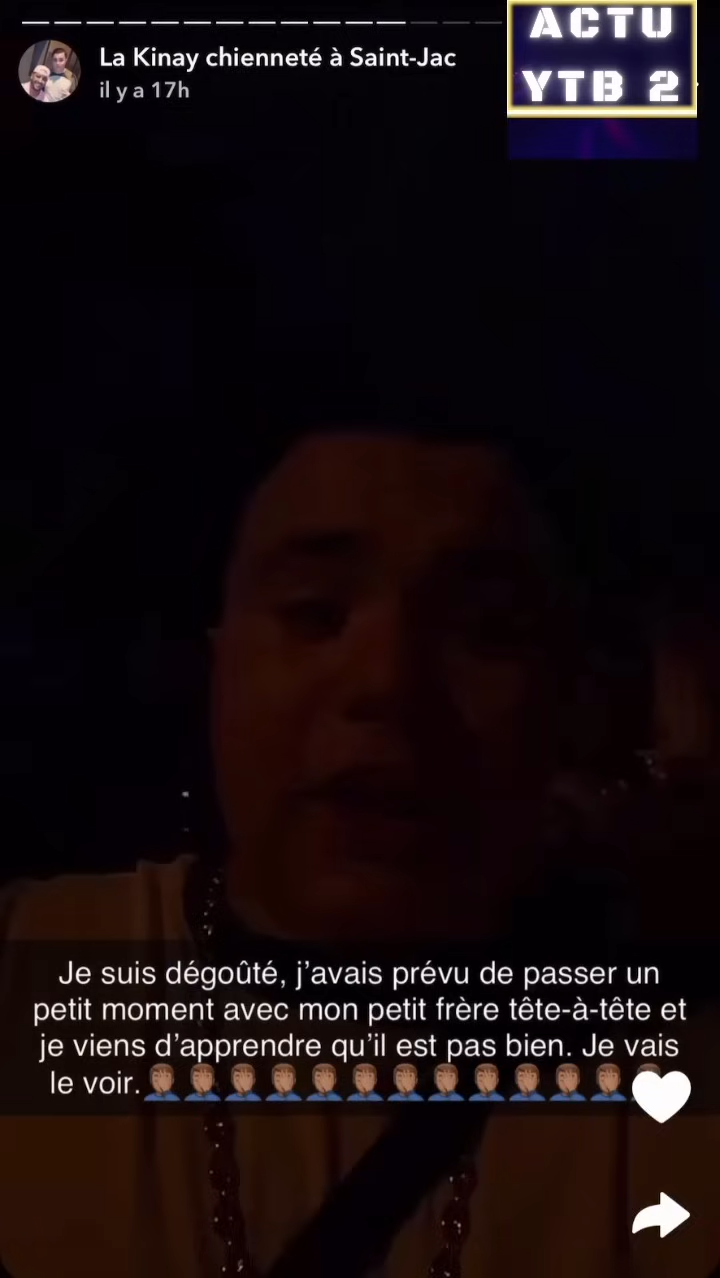 La Kinay chienneté à Saint-Jac
il y a 17h
ACTU
YTB 2
Je suis dégoûté, j’avais prévu de passer un
petit moment avec mon petit frère tête-à-tête et
je viens d’apprendre qu’il est pas bien. Je vais
le voir.🤦🏽‍♂️🤦🏽‍♂️🤦🏽‍♂️🤦🏽‍♂️🤦🏽‍♂️🤦🏽‍♂️🤦🏽‍♂️🤦🏽‍♂️🤦🏽‍♂️🤦🏽‍♂️🤦🏽‍♂️🤦🏽‍♂️🤦🏽‍♂️